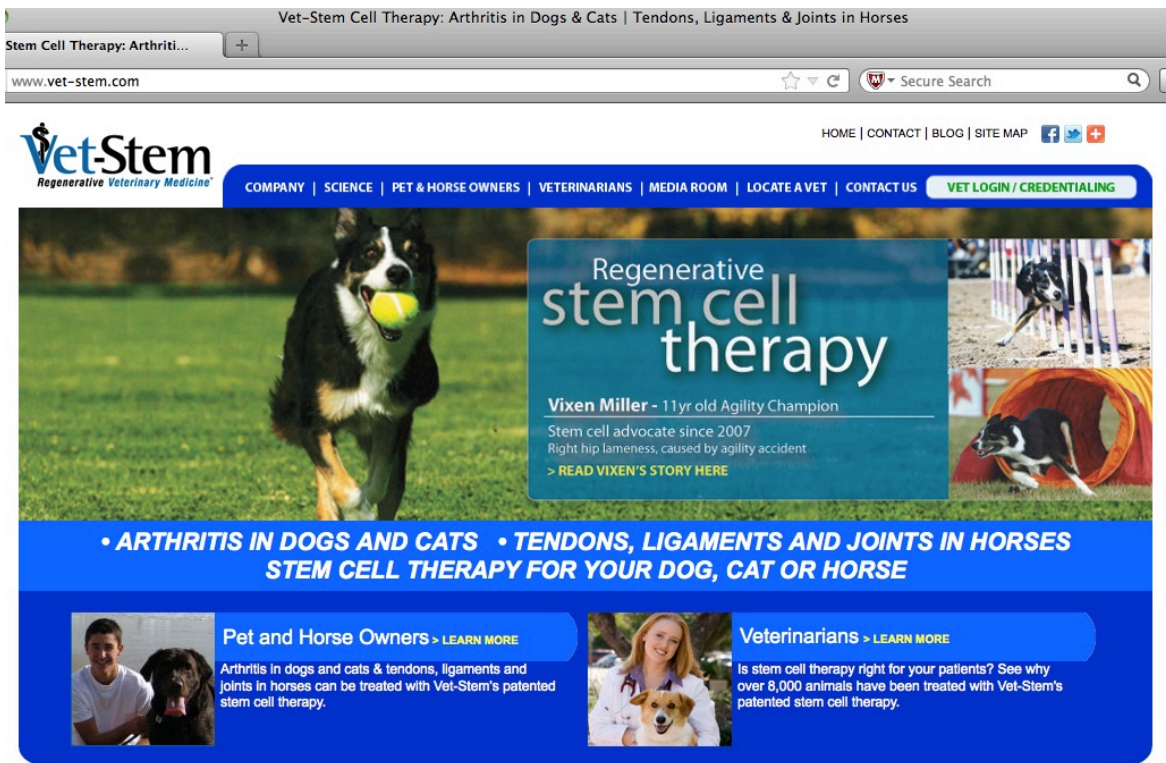 Vet-Stem Cell Therapy: Arthritis in Dogs & Cats | Tendons, Ligaments & Joints in Horses
Stem Cell Therapy: Arthriti...
www.vet-stem.com
Secure Search
HOME | CONTACT | BLOG | SITE MAP
Vet-Stem
Regenerative Veterinary Medicine
COMPANY | SCIENCE | PET & HORSE OWNERS | VETERINARIANS | MEDIA ROOM | LOCATE A VET | CONTACT US
VET LOGIN / CREDENTIALING
Regenerative
stem cell
therapy
Vixen Miller - 11yr old Agility Champion
Stem cell advocate since 2007
Right hip lameness, caused by agility accident
> READ VIXEN'S STORY HERE
• ARTHRITIS IN DOGS AND CATS • TENDONS, LIGAMENTS AND JOINTS IN HORSES
STEM CELL THERAPY FOR YOUR DOG, CAT OR HORSE
Pet and Horse Owners > LEARN MORE
Arthritis in dogs and cats & tendons, ligaments and
joints in horses can be treated with Vet-Stem's patented
stem cell therapy.
Veterinarians > LEARN MORE
Is stem cell therapy right for your patients? See why
over 8,000 animals have been treated with Vet-Stem's
patented stem cell therapy.